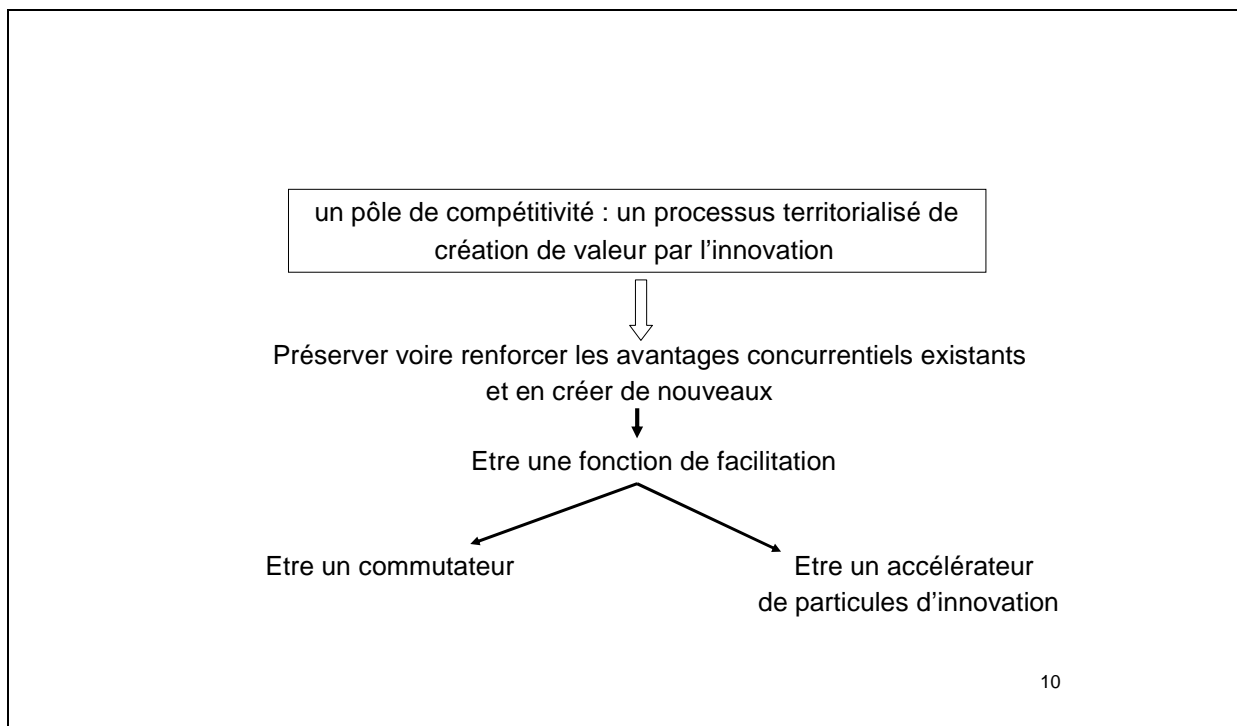 un pôle de compétitivité : un processus territorialisé de
création de valeur par l’innovation
Préserver voire renforcer les avantages concurrentiels existants
et en créer de nouveaux
Etre une fonction de facilitation
Etre un commutateur
Etre un accélérateur
de particules d’innovation
10